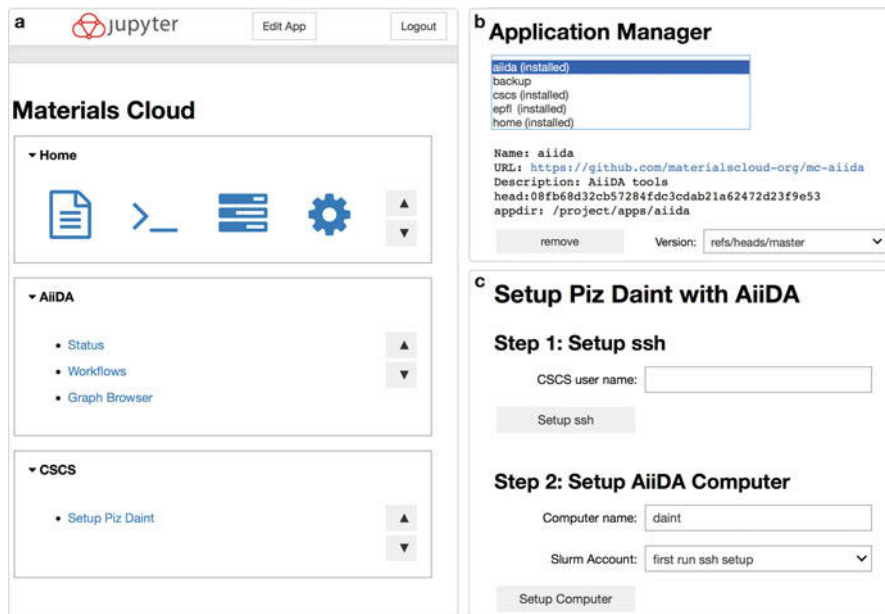 a
jupyter
Edit App
Logout
Materials Cloud
Home
AiiDA
Status
Workflows
Graph Browser
CSCS
Setup Piz Daint
b
Application Manager
aiida (installed)
backup
cscs (installed)
epfl (installed)
home (installed)
Name: aiida
URL: https://github.com/materialscloud-org/mc-aiida
Description: AiiDA tools
head:08fb68d32cb57284fdc3cdab21a62472d23f9e53
appdir: /project/apps/aiida
remove Version: refs/heads/master
c
Setup Piz Daint with AiiDA
Step 1: Setup ssh
CSCS user name:
Setup ssh
Step 2: Setup AiiDA Computer
Computer name: daint
Slurm Account: first run ssh setup
Setup Computer